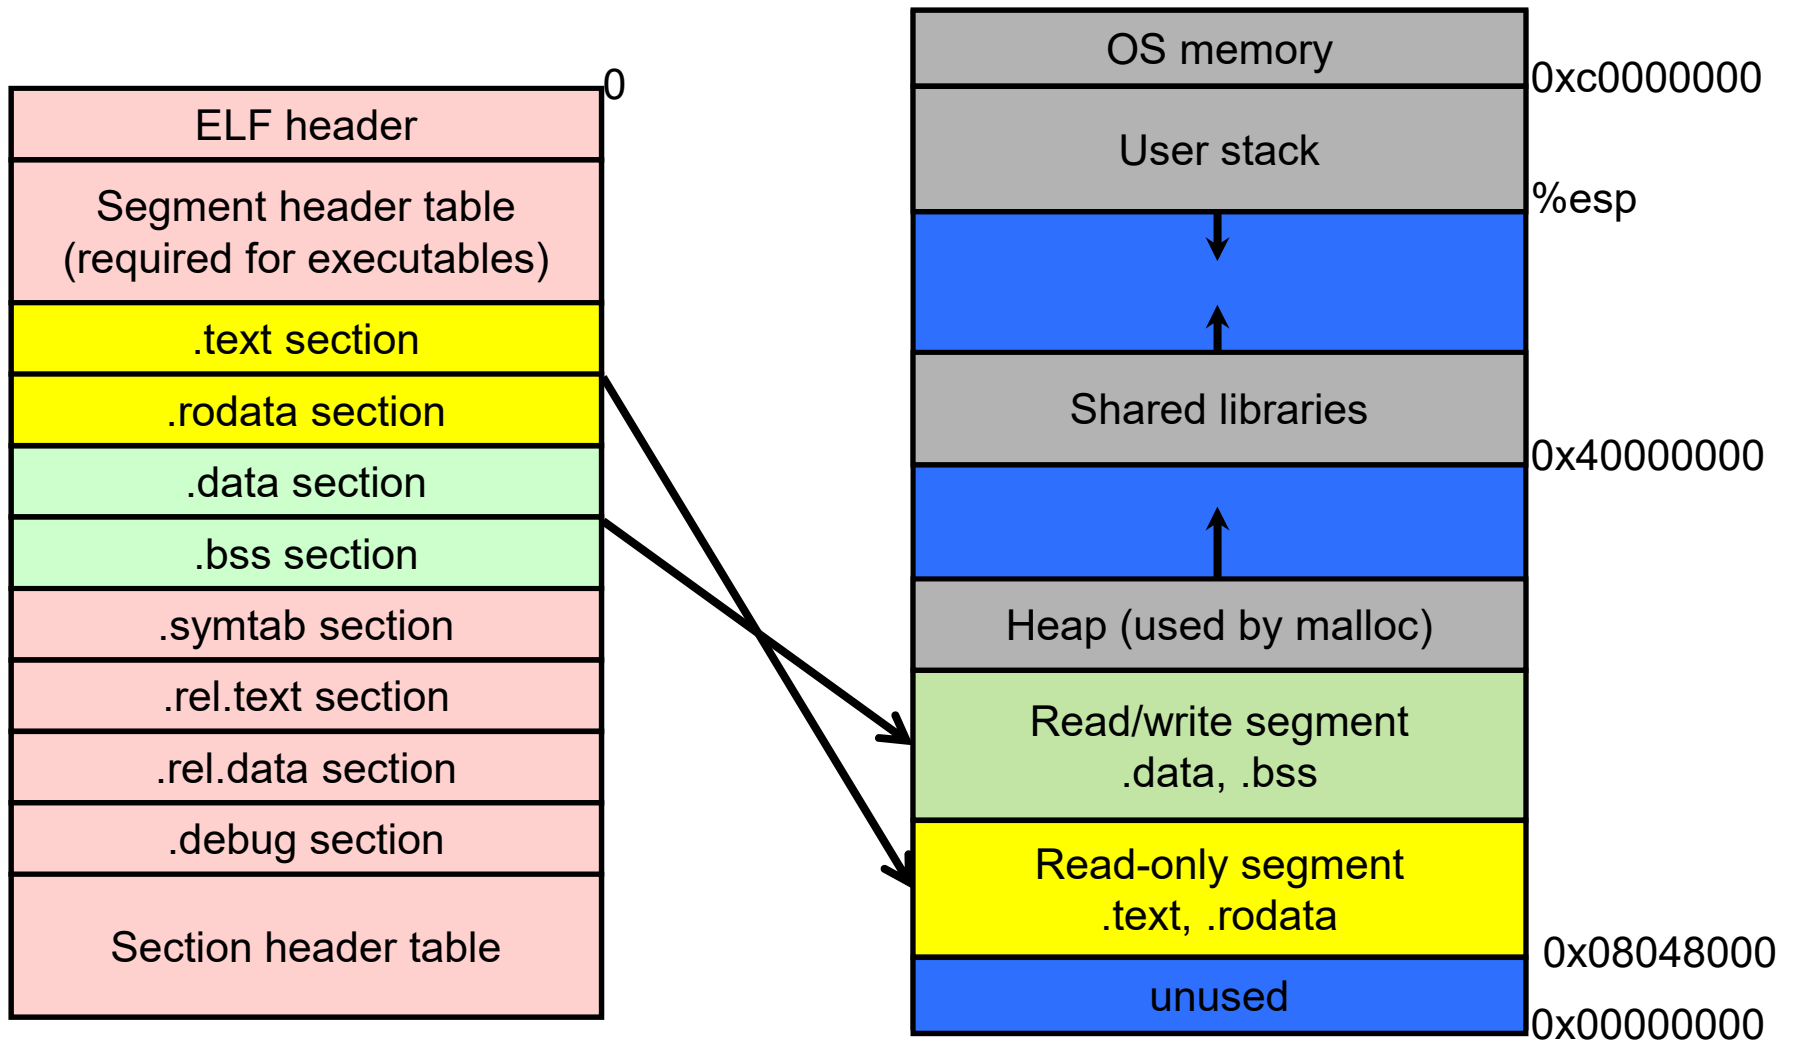 0
ELF header
Segment header table
(required for executables)
.text section
.rodata section
.data section
.bss section
.symtab section
.rel.text section
.rel.data section
.debug section
Section header table
OS memory
0xc0000000
User stack
%esp
Shared libraries
0x40000000
Heap (used by malloc)
Read/write segment
.data, .bss
Read-only segment
.text, .rodata
0x08048000
unused
0x00000000